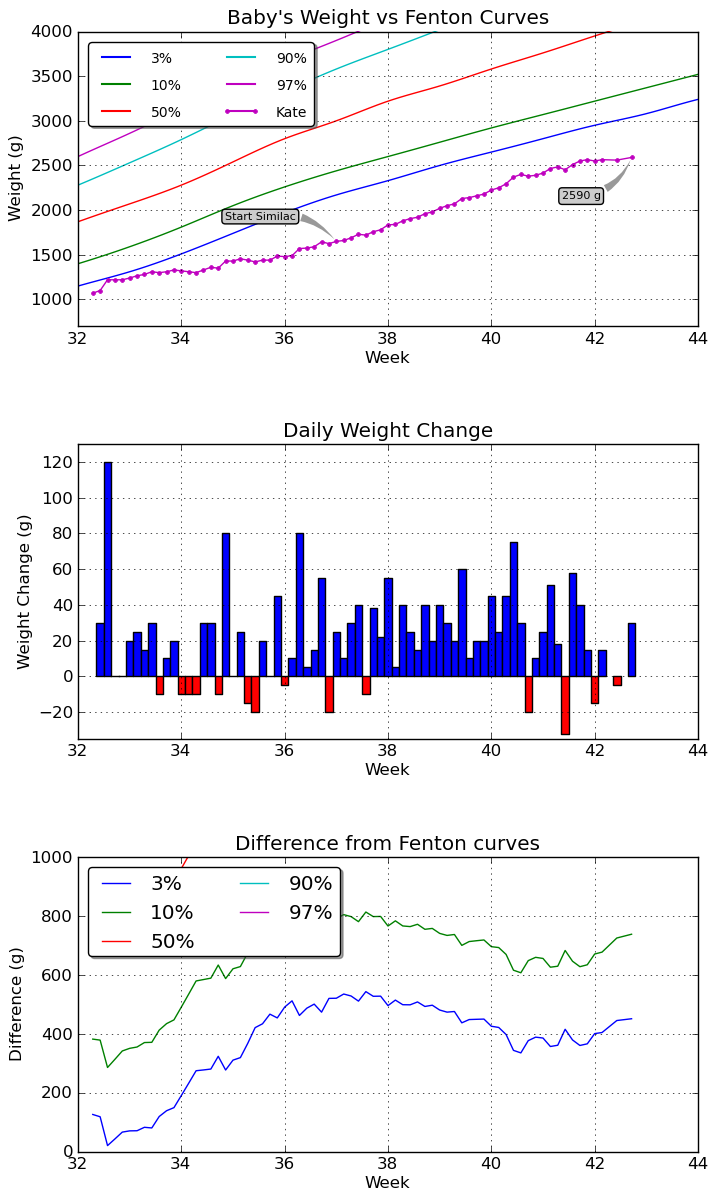 Baby's Weight vs Fenton Curves
4000
3500
3000
2500
2000
1500
1000
Weight (g)
3% 90%
10% 97%
50% Kate
Start Similac
2590 g
32 34 36 38 40 42 44
Week
Daily Weight Change
120
100
80
60
40
20
0
−20
Weight Change (g)
32 34 36 38 40 42 44
Week
Difference from Fenton curves
1000
800
600
400
200
0
Difference (g)
3% 90%
10% 97%
50%
32 34 36 38 40 42 44
Week